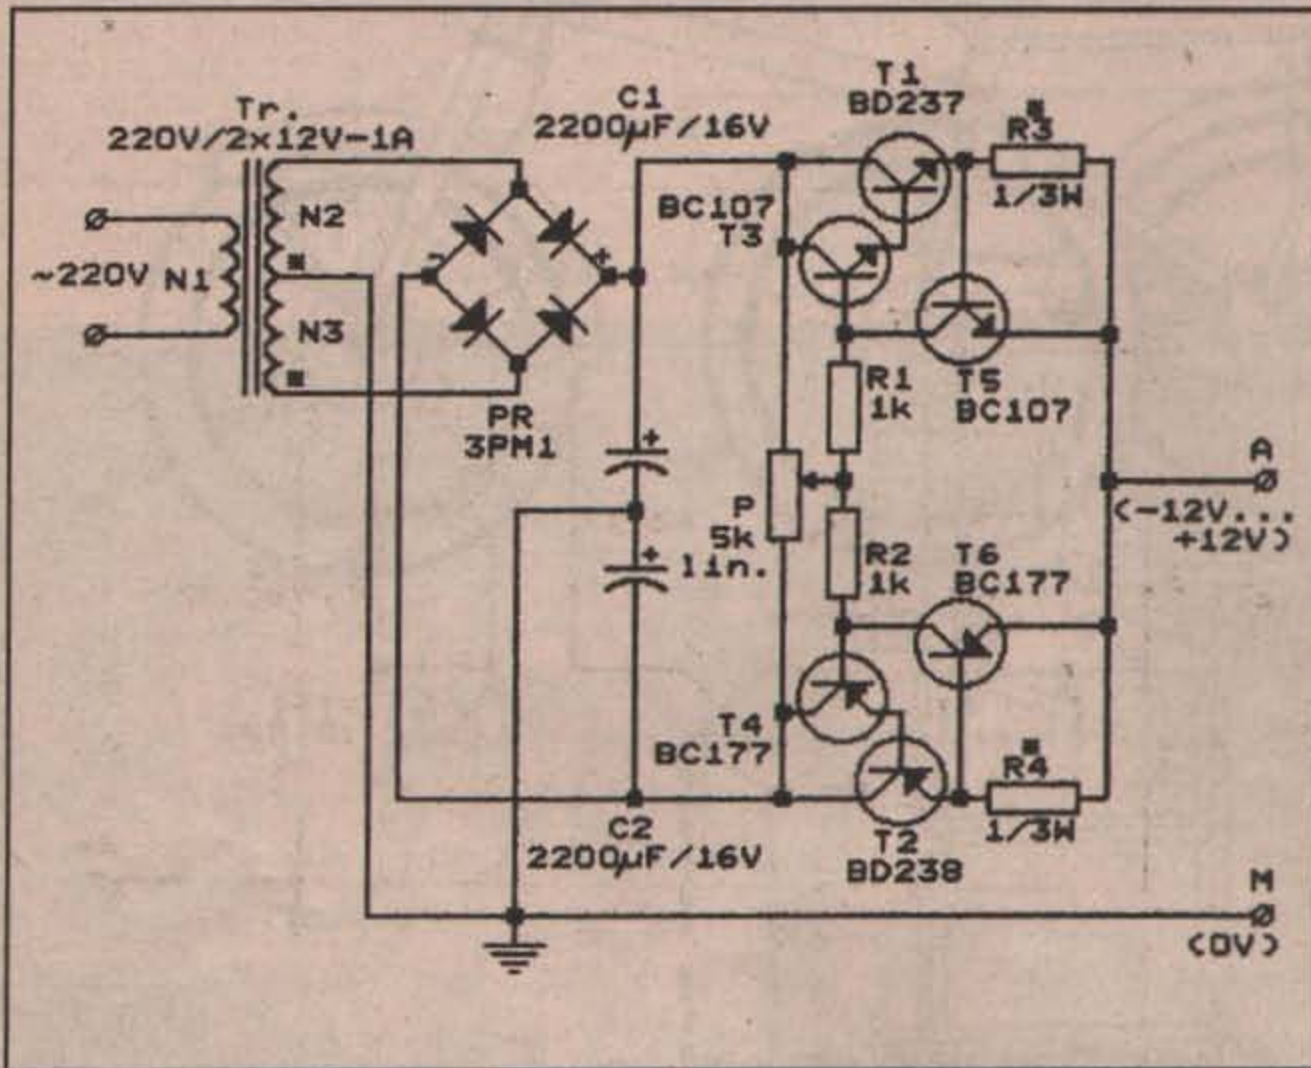 Tr.
220V/2x12V-1A
C1
2200µF/16V
T1
BD237
R3
1/3W
BC107
T3
N2
~220V
N1
N3
-
+
PR
3PM1
R1
1k
T5
BC107
+
A
(-12V...
+12V)
P
5k
lin.
+
R2
1k
T6
BC177
T4
BC177
R4
1/3W
C2
2200µF/16V
T2
BD238
M
(0V)